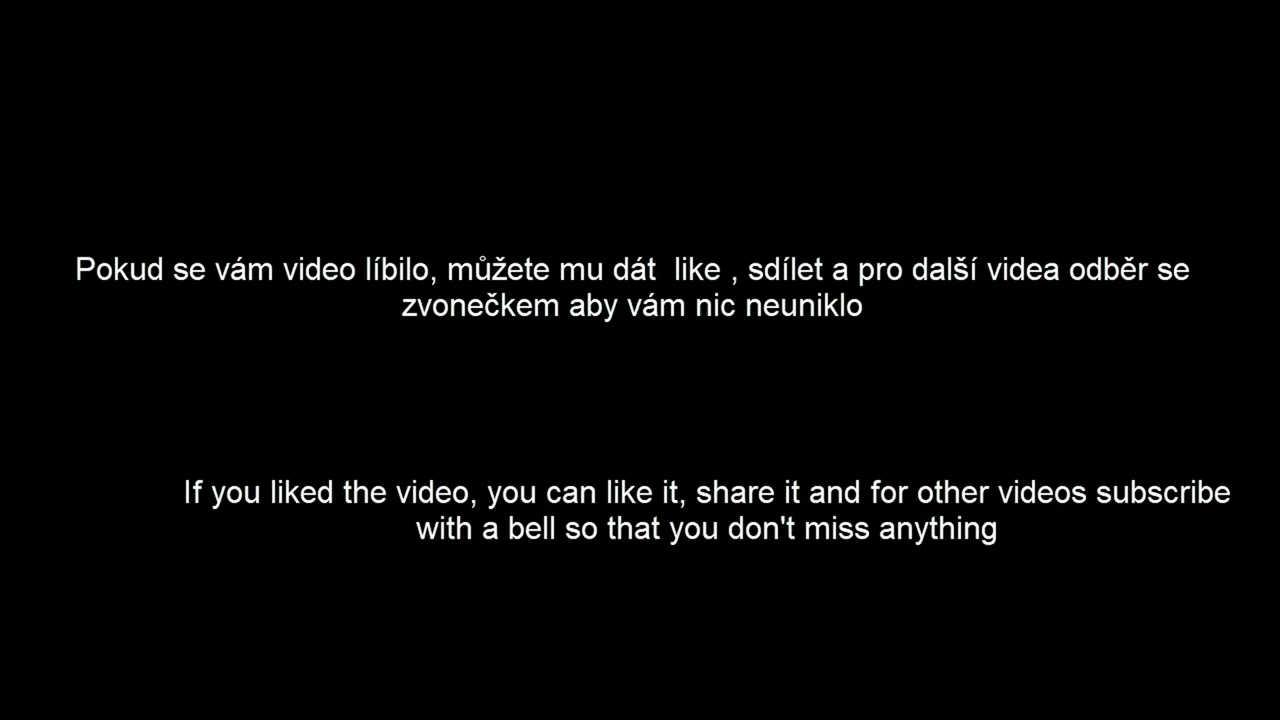 Pokud se vám video líbilo, můžete mu dát  like , sdílet a pro další videa odběr se
zvonečkem aby vám nic neuniklo
If you liked the video, you can like it, share it and for other videos subscribe
with a bell so that you don't miss anything